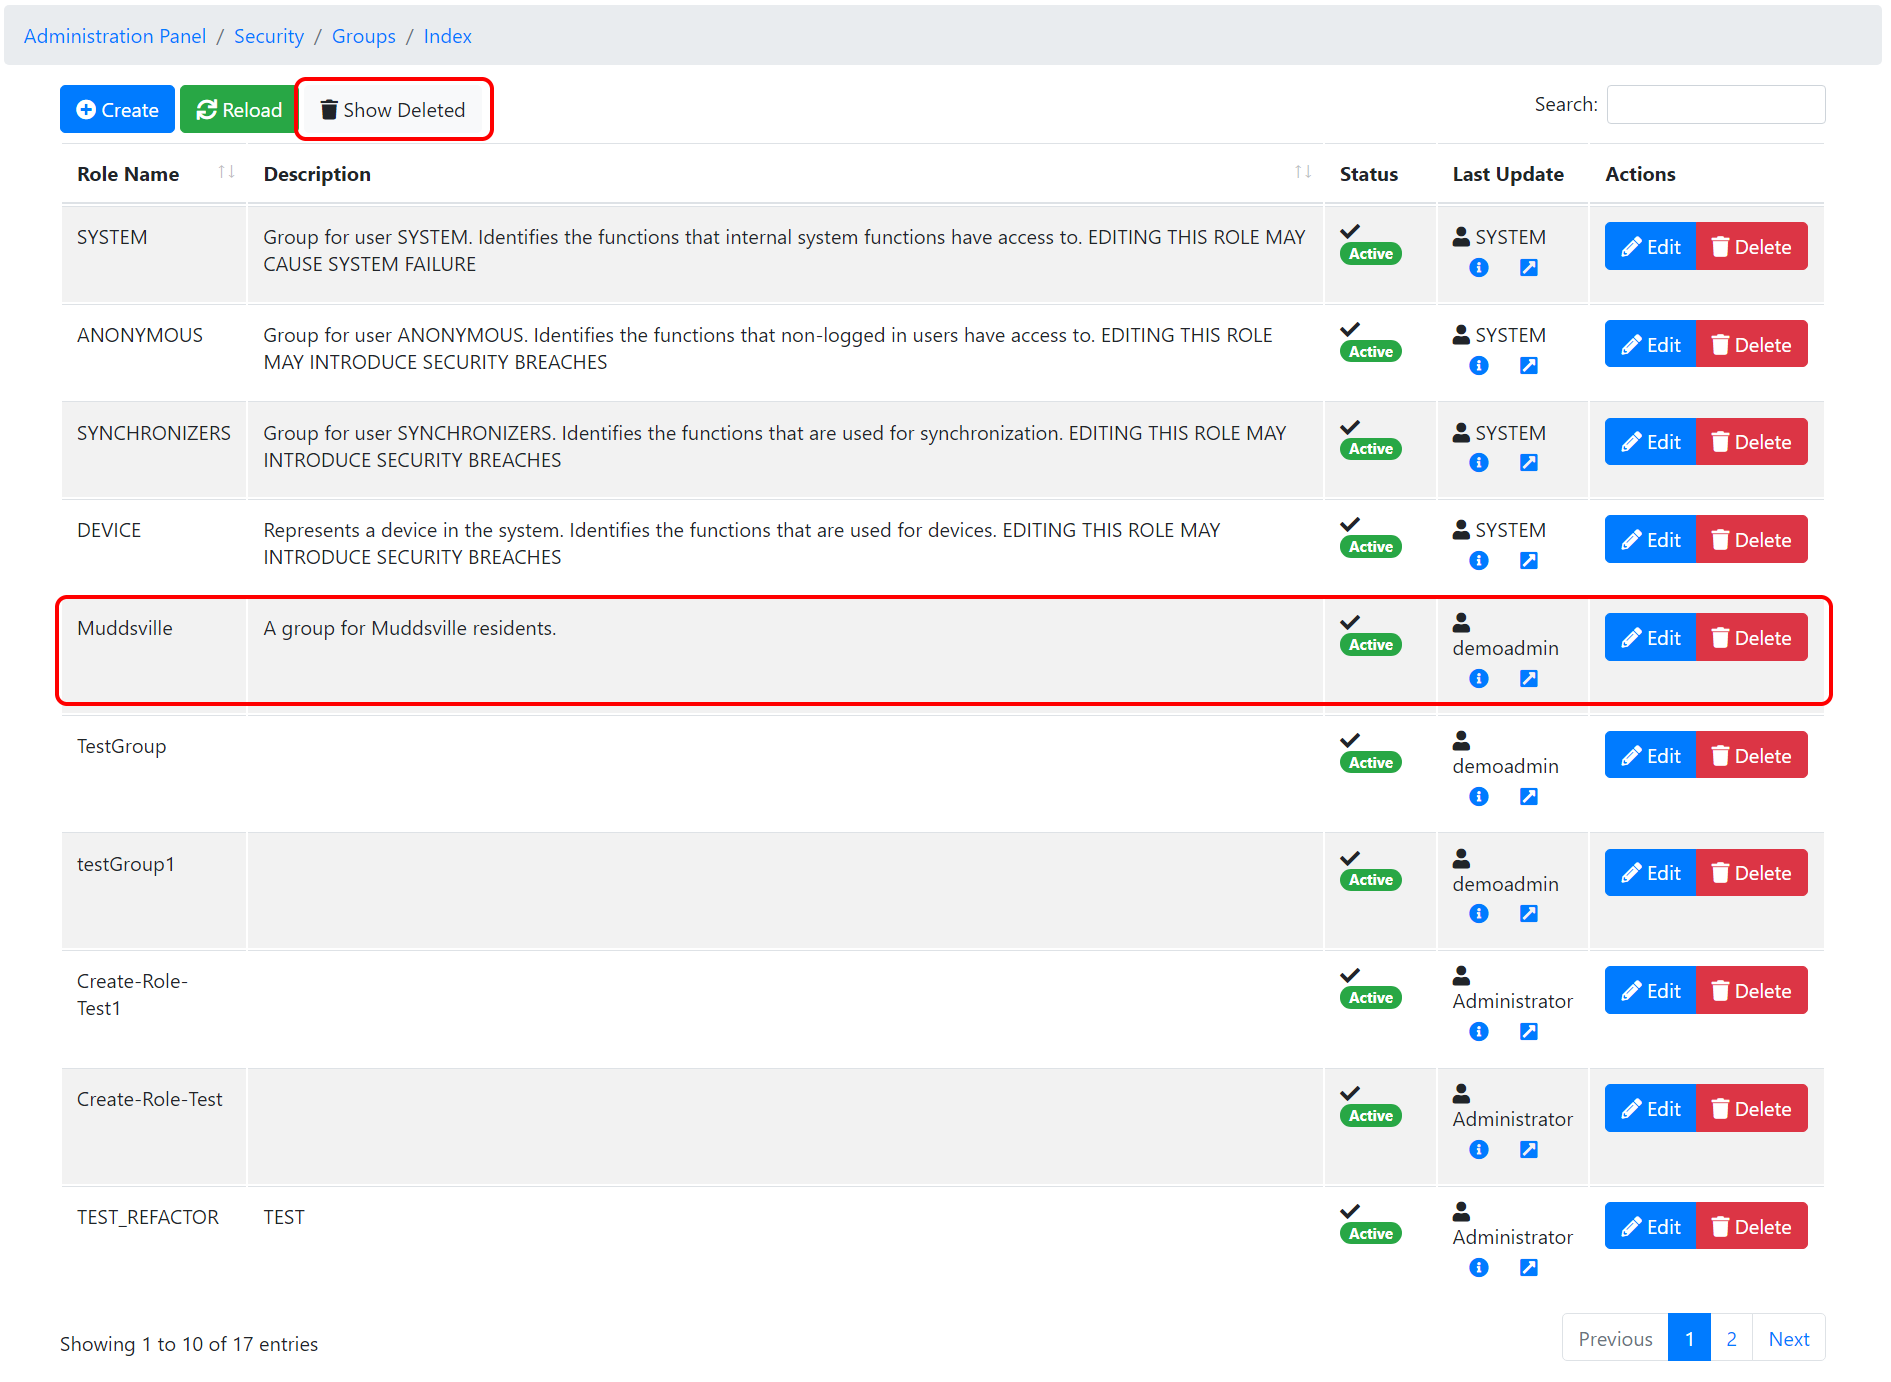 Administration Panel / Security / Groups / Index
Create Reload Show Deleted Search:
Role Name Description Status Last Update Actions
SYSTEM Group for user SYSTEM. Identifies the functions that internal system functions have access to. EDITING THIS ROLE MAY SYSTEM Edit Delete
CAUSE SYSTEM FAILURE Active
ANONYMOUS Group for user ANONYMOUS. Identifies the functions that non-logged in users have access to. EDITING THIS ROLE SYSTEM Edit Delete
MAY INTRODUCE SECURITY BREACHES Active
SYNCHRONIZERS Group for user SYNCHRONIZERS. Identifies the functions that are used for synchronization. EDITING THIS ROLE MAY SYSTEM Edit Delete
INTRODUCE SECURITY BREACHES Active
DEVICE Represents a device in the system. Identifies the functions that are used for devices. EDITING THIS ROLE MAY SYSTEM Edit Delete
INTRODUCE SECURITY BREACHES Active
Muddsville A group for Muddsville residents. Edit Delete
Active demoadmin
TestGroup Edit Delete
Active demoadmin
testGroup1 Edit Delete
Active demoadmin
Create-Role- Edit Delete
Test1 Active Administrator
Create-Role-Test Edit Delete
Active Administrator
TEST_REFACTOR TEST Edit Delete
Active Administrator
Showing 1 to 10 of 17 entries Previous 1 2 Next